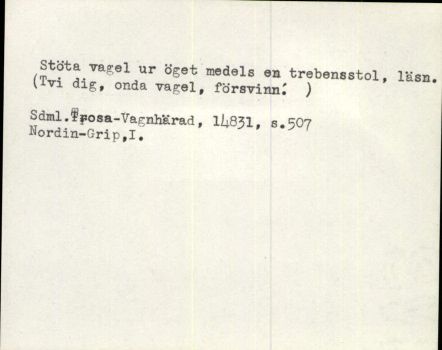 Stöta vagel ur öget medels en trebensstol, läsn.
(Tvi dig, onda vagel, försvinn! )
Sdml.Trosa-Vagnhärad, 14831, s.507
Nordin-Grip,I.